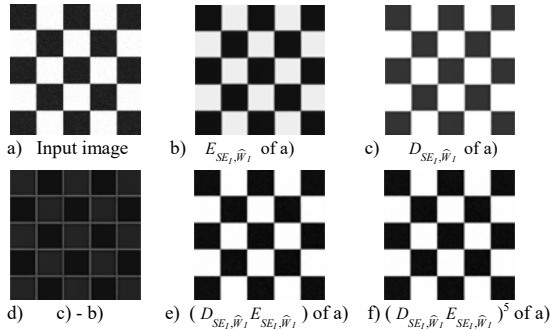 a) Input image
b) E_{SE_I,Ŵ_I} of a)
c) D_{SE_I,Ŵ_I} of a)
d) c) - b)
e) ( D_{SE_I,Ŵ_I} E_{SE_I,Ŵ_I} ) of a)
f) ( D_{SE_I,Ŵ_I} E_{SE_I,Ŵ_I} )^5 of a)